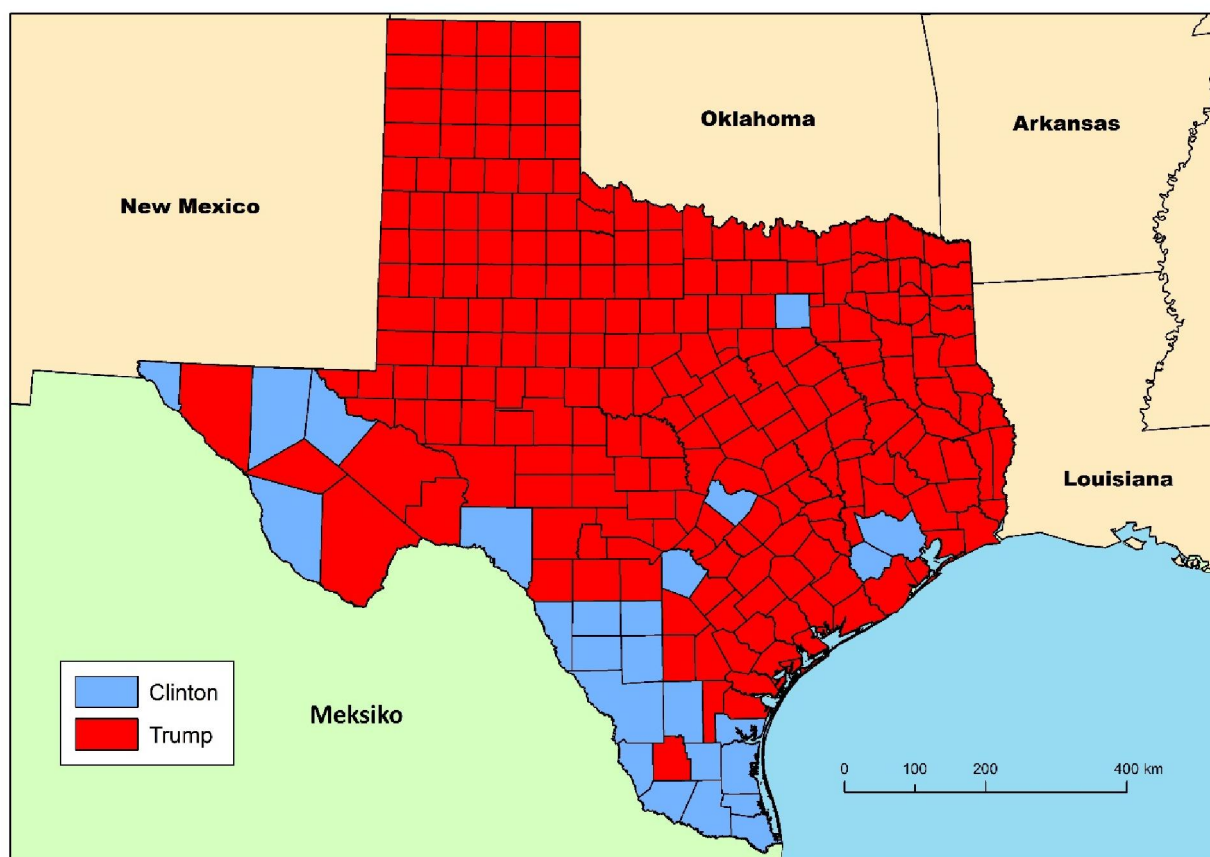 Oklahoma
Arkansas
New Mexico
Louisiana
Clinton
Trump
Meksiko
0 100 200 400 km